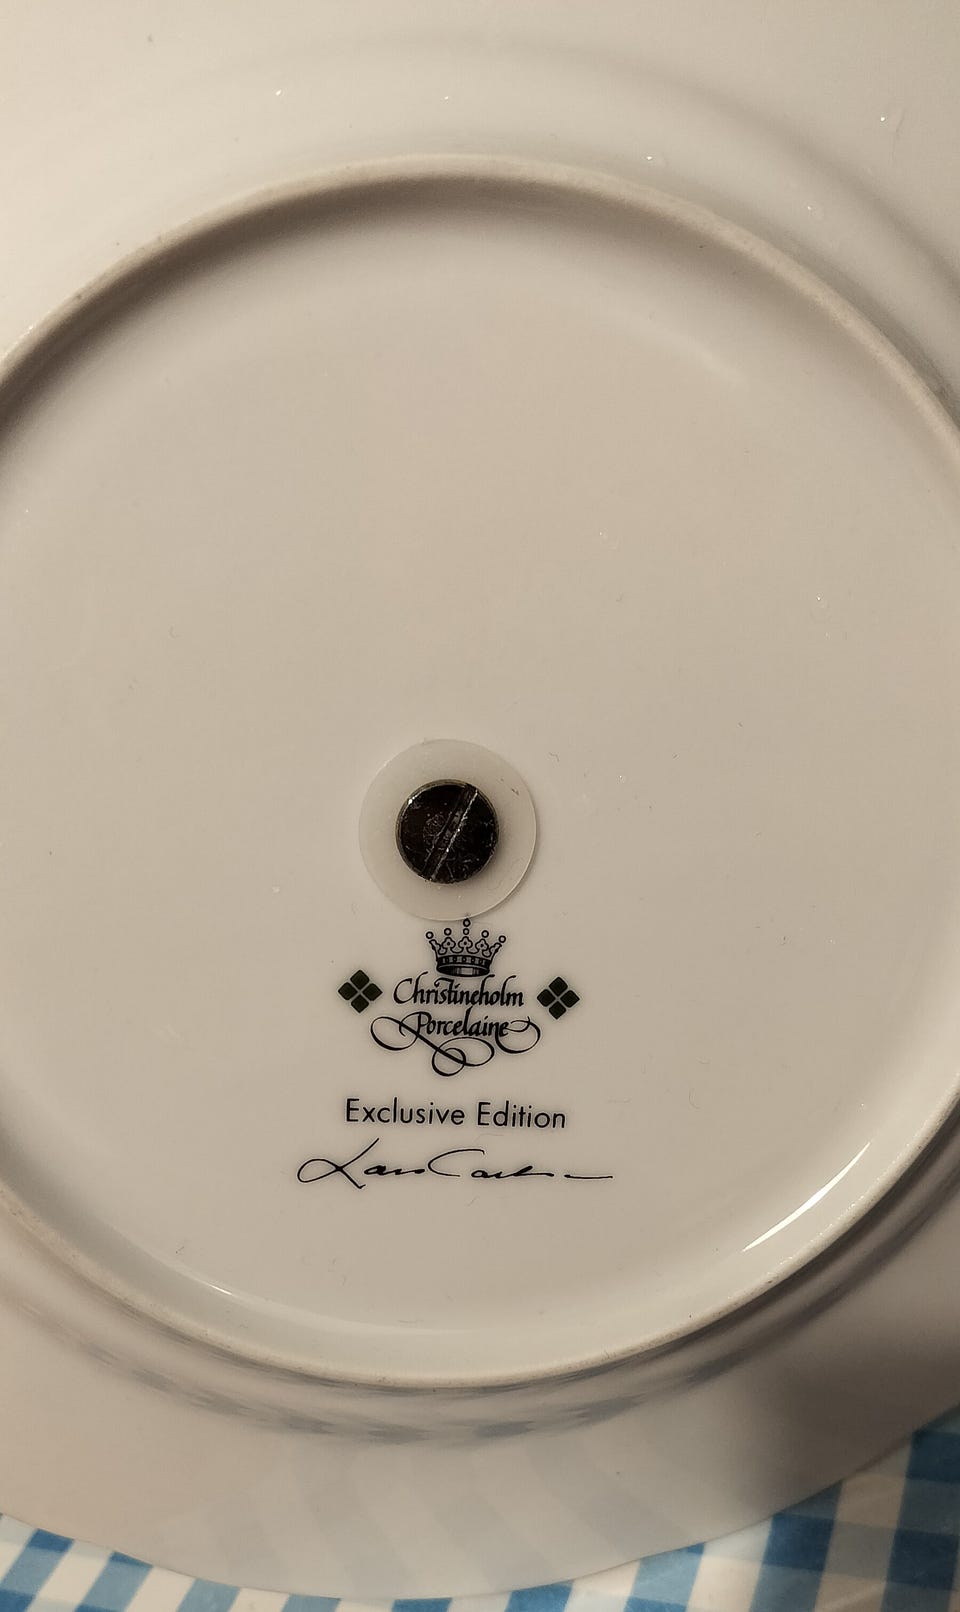 Christineholm
Porcelaine
Exclusive Edition